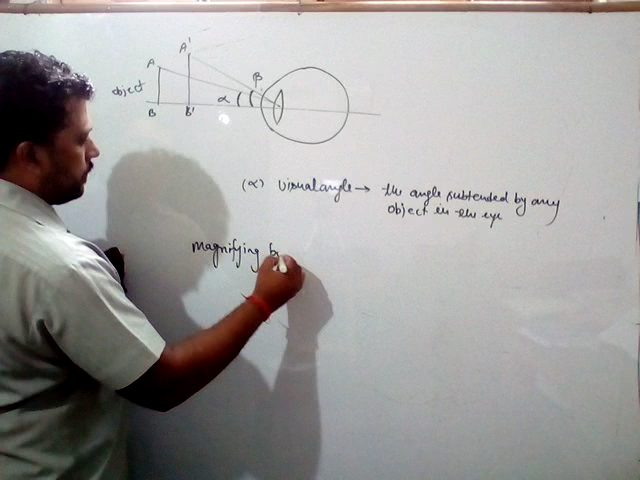 A'
A
object
β
α
B
B'
(α) visual angle → the angle subtended by any
object in the eye
Magnifying